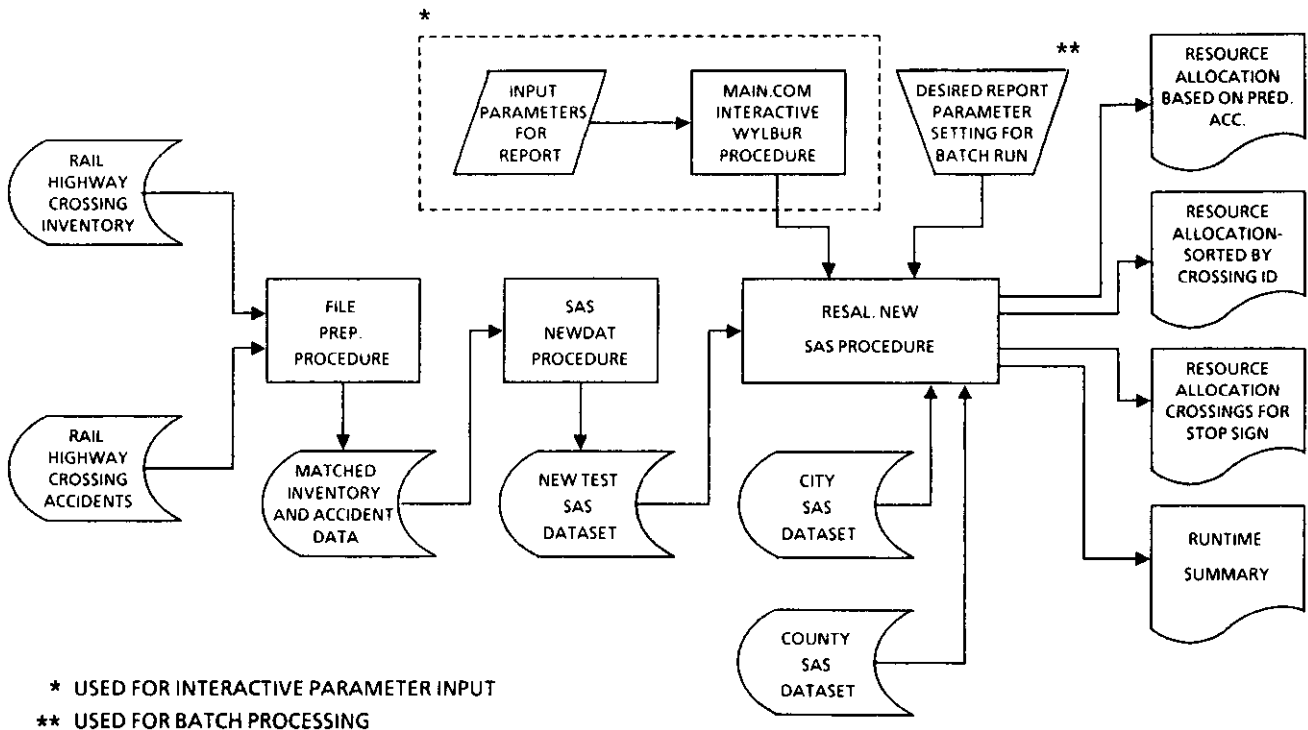 *
**
INPUT
PARAMETERS
FOR
REPORT
MAIN.COM
INTERACTIVE
WYLBUR
PROCEDURE
DESIRED REPORT
PARAMETER
SETTING FOR
BATCH RUN
RESOURCE
ALLOCATION
BASED ON PRED.
ACC.
RAIL
HIGHWAY
CROSSING
INVENTORY
RESOURCE
ALLOCATION-
SORTED BY
CROSSING ID
FILE
PREP.
PROCEDURE
SAS
NEWDAT
PROCEDURE
RESAL. NEW
SAS PROCEDURE
RESOURCE
ALLOCATION
CROSSINGS FOR
STOP SIGN
RAIL
HIGHWAY
CROSSING
ACCIDENTS
MATCHED
INVENTORY
AND ACCIDENT
DATA
NEW TEST
SAS
DATASET
CITY
SAS
DATASET
RUNTIME
SUMMARY
COUNTY
SAS
DATASET
* USED FOR INTERACTIVE PARAMETER INPUT
** USED FOR BATCH PROCESSING